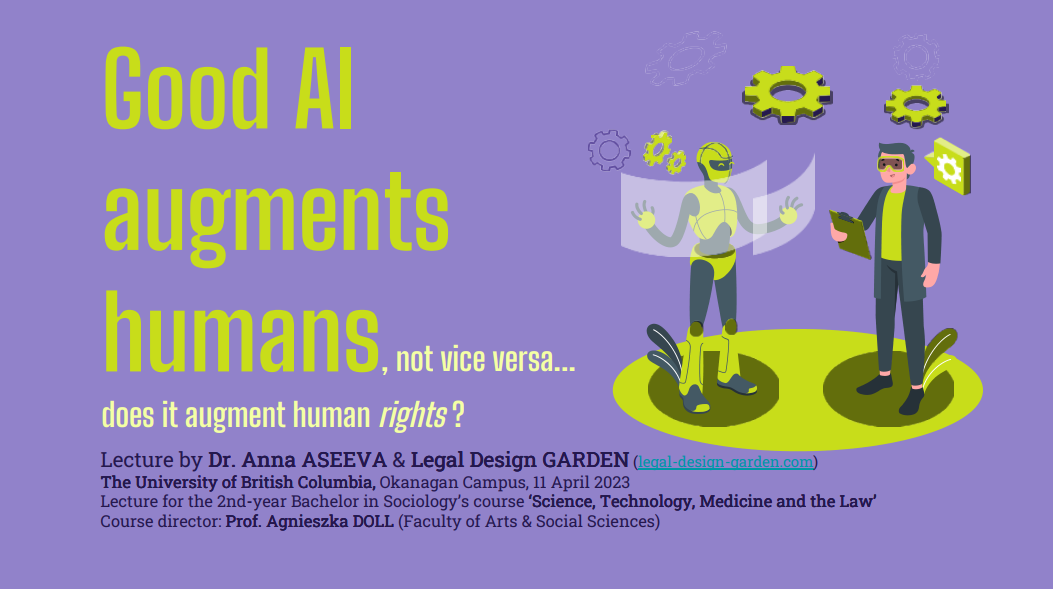 Good AI
augments
humans, not vice versa...
does it augment human rights?
Lecture by Dr. Anna ASEEVA & Legal Design GARDEN (legal-design-garden.com)
The University of British Columbia, Okanagan Campus, 11 April 2023
Lecture for the 2nd-year Bachelor in Sociology’s course ‘Science, Technology, Medicine and the Law’
Course director: Prof. Agnieszka DOLL (Faculty of Arts & Social Sciences)